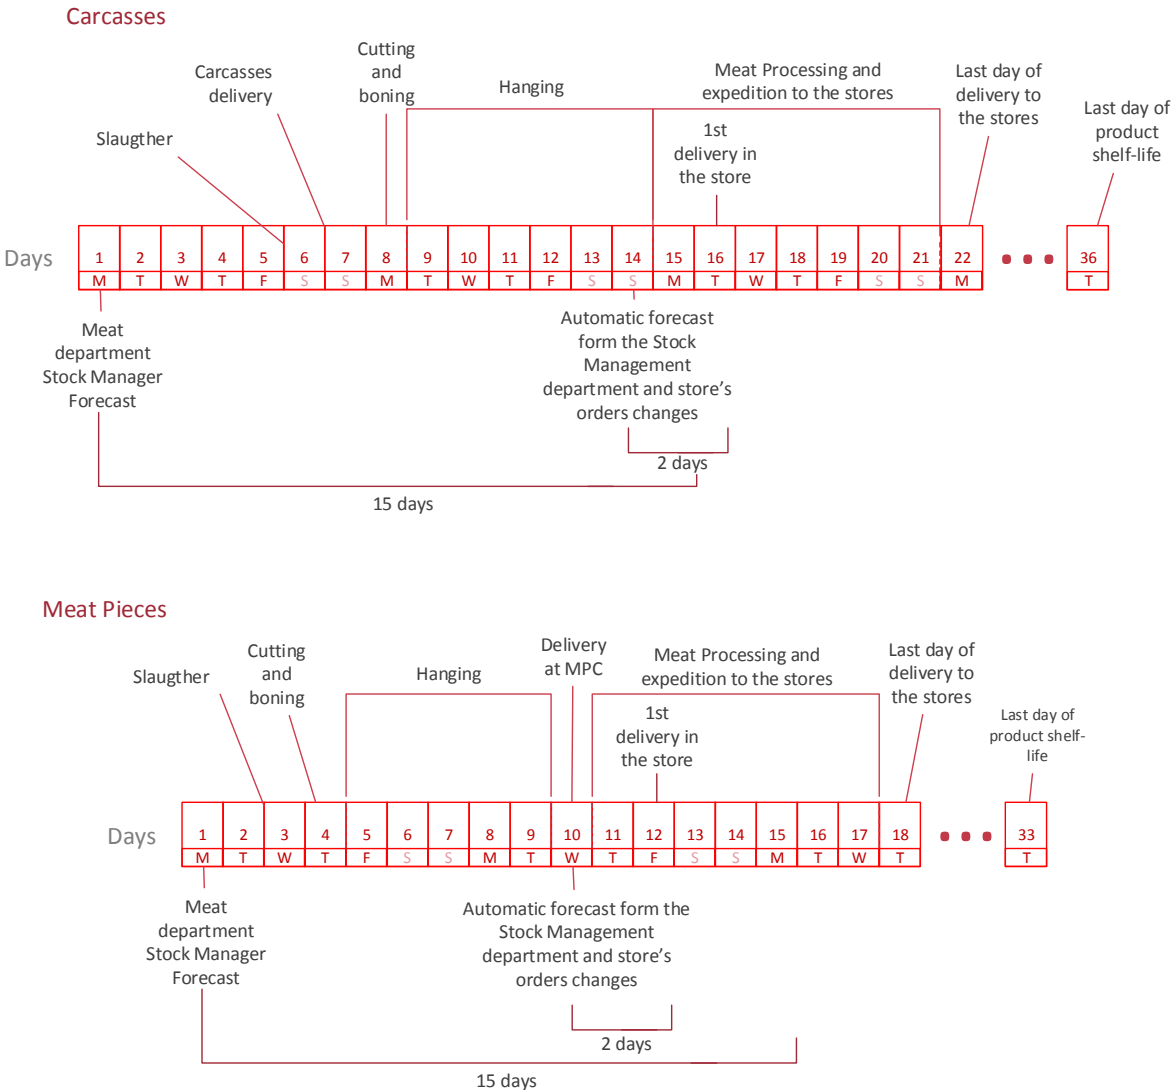 Carcasses
Cutting
and
boning
Carcasses
delivery
Hanging
Meat Processing and
expedition to the stores
Last day of
delivery to
the stores
Last day of
product
shelf-life
Slaugther
1st
delivery in
the store
Days
1 2 3 4 5 6 7 8 9 10 11 12 13 14 15 16 17 18 19 20 21 22 36
M T W T F S S M T W T F S S M T W T F S S M T
Meat
department
Stock Manager
Forecast
Automatic forecast
form the Stock
Management
department and store's
orders changes
2 days
15 days
Meat Pieces
Slaugther
Cutting
and
boning
Hanging
Delivery
at MPC
Meat Processing and
expedition to the stores
1st
delivery in
the store
Last day of
delivery to
the stores
Last day of
product shelf-
life
Days
1 2 3 4 5 6 7 8 9 10 11 12 13 14 15 16 17 18 33
M T W T F S S M T W T F S S M T W T T
Meat
department
Stock Manager
Forecast
Automatic forecast form the
Stock Management
department and store's
orders changes
2 days
15 days